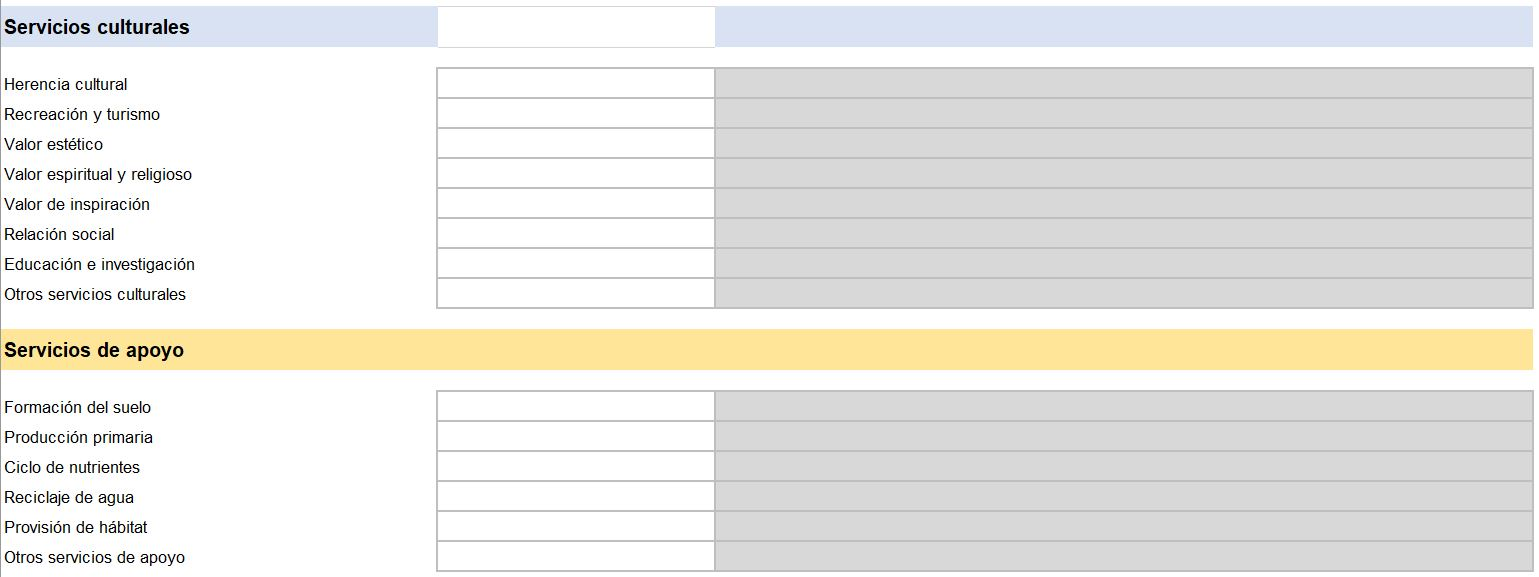 Servicios culturales
Herencia cultural
Recreación y turismo
Valor estético
Valor espiritual y religioso
Valor de inspiración
Relación social
Educación e investigación
Otros servicios culturales
Servicios de apoyo
Formación del suelo
Producción primaria
Ciclo de nutrientes
Reciclaje de agua
Provisión de hábitat
Otros servicios de apoyo